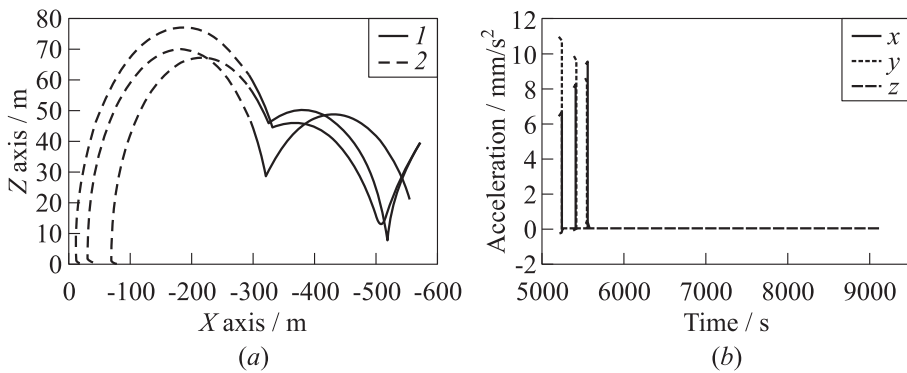 80
70
60
50
40
30
20
10
0
Z axis / m
1
2
0 -100 -200 -300 -400 -500 -600
X axis / m
(a)
12
10
8
6
4
2
0
-2
Acceleration / mm/s²
x
y
z
5000 6000 7000 8000 9000
Time / s
(b)